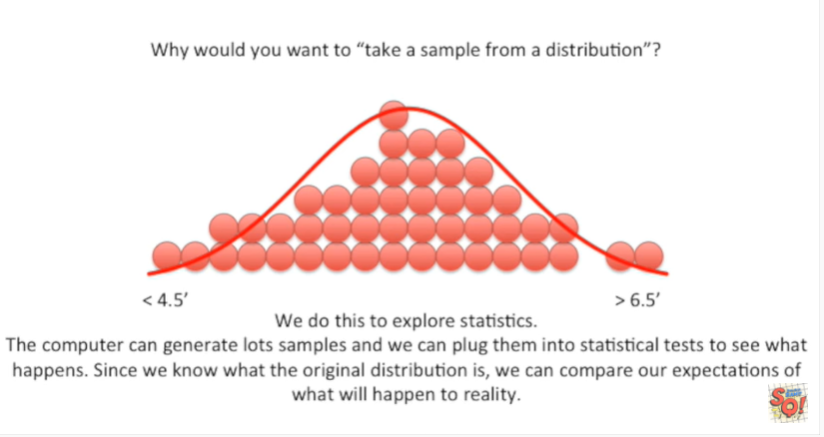 Why would you want to “take a sample from a distribution”?
< 4.5′
> 6.5′
We do this to explore statistics.
The computer can generate lots samples and we can plug them into statistical tests to see what
happens. Since we know what the original distribution is, we can compare our expectations of
what will happen to reality.
SO!